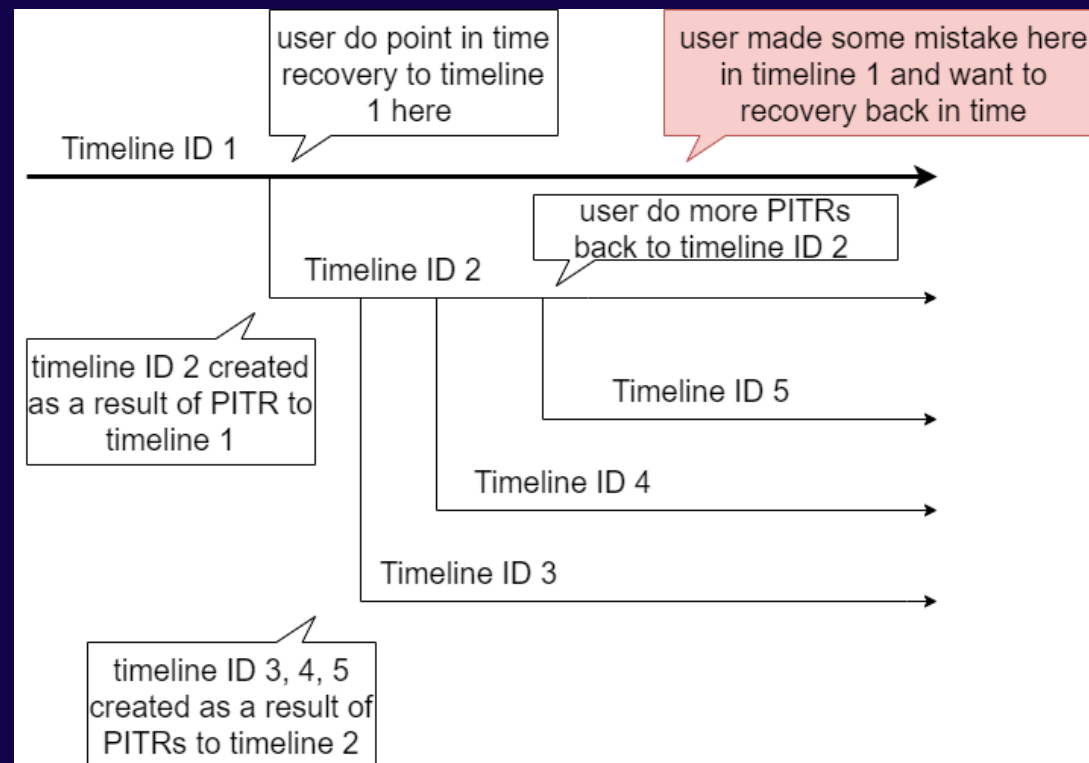 user do point in time
recovery to timeline
1 here
user made some mistake here
in timeline 1 and want to
recovery back in time
Timeline ID 1
user do more PITRs
back to timeline ID 2
Timeline ID 2
timeline ID 2 created
as a result of PITR to
timeline 1
Timeline ID 5
Timeline ID 4
Timeline ID 3
timeline ID 3, 4, 5
created as a result of
PITRs to timeline 2